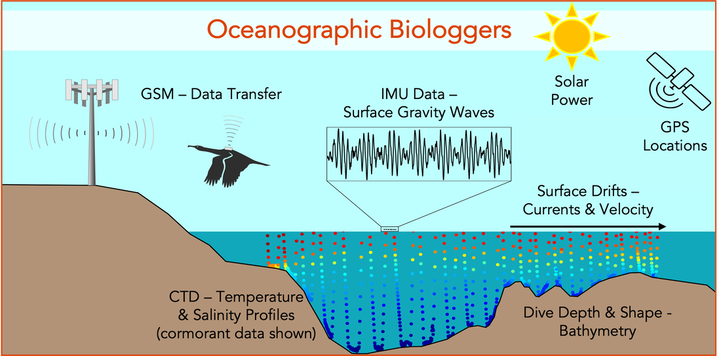 Oceanographic Biologgers
GSM – Data Transfer
IMU Data –
Surface Gravity Waves
Solar
Power
GPS
Locations
Surface Drifts –
Currents & Velocity
CTD – Temperature
& Salinity Profiles
(cormorant data shown)
Dive Depth & Shape -
Bathymetry